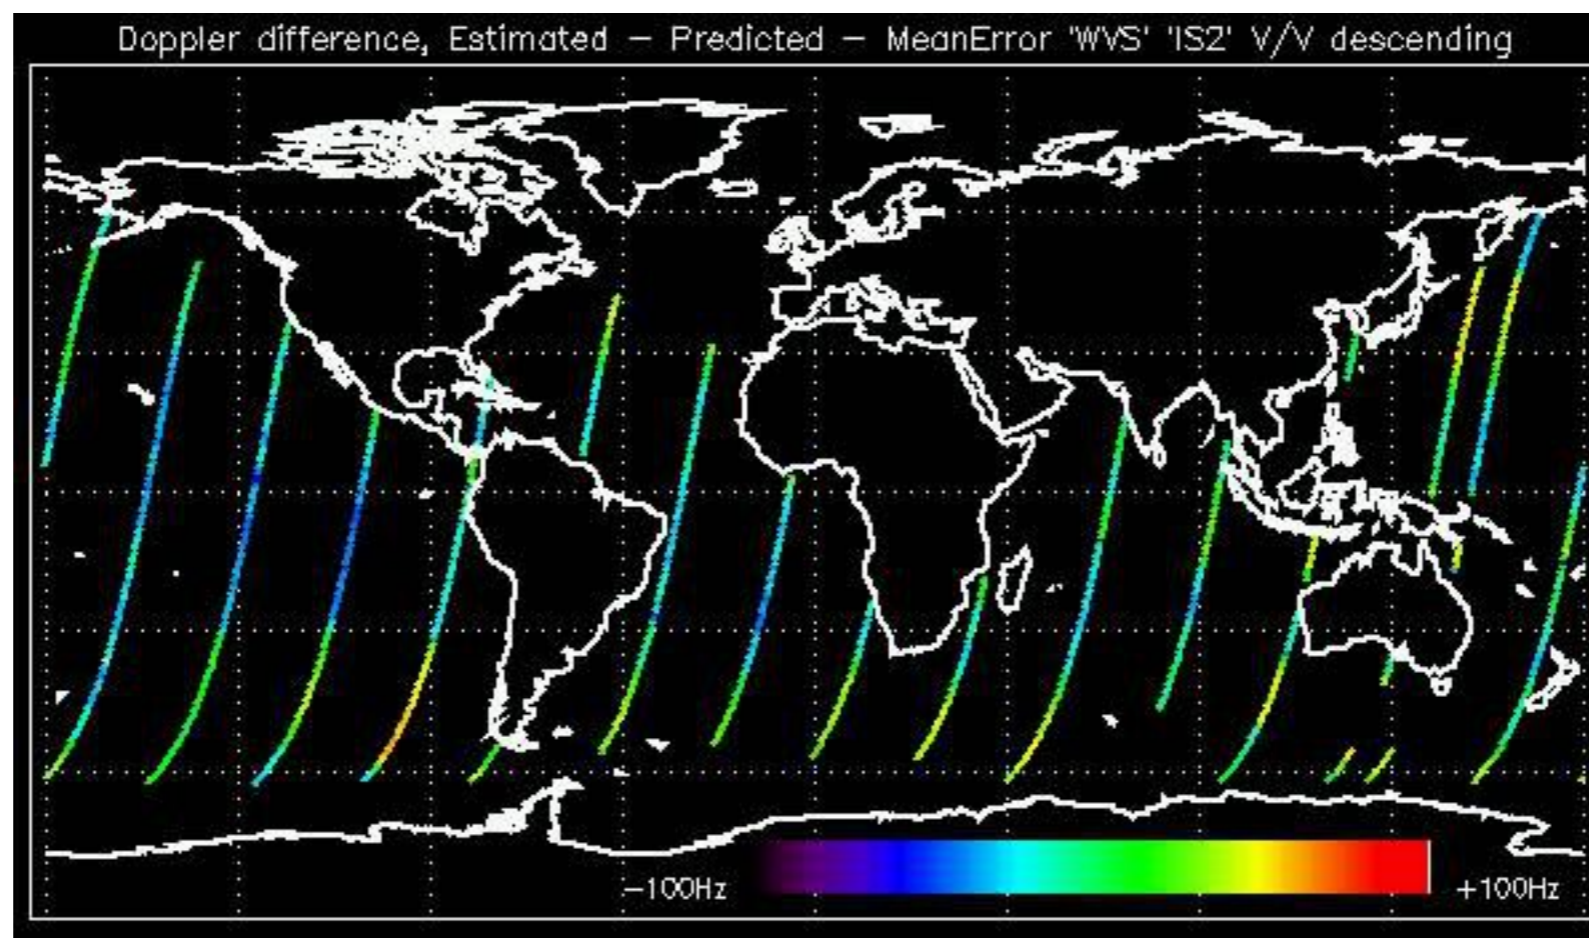 Doppler difference, Estimated – Predicted – MeanError 'WVS' 'IS2' V/V descending
–100Hz
+100Hz